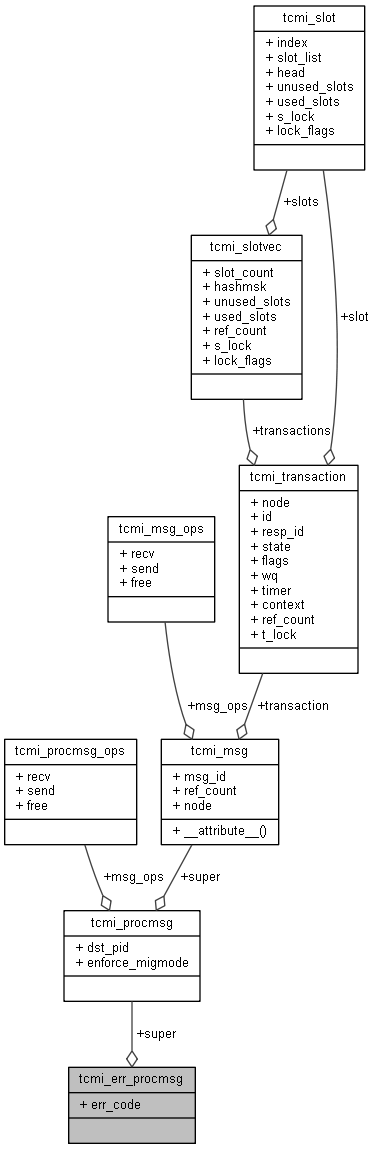 tcmi_slot
+ index
+ slot_list
+ head
+ unused_slots
+ used_slots
+ s_lock
+ lock_flags
+slots
tcmi_slotvec
+ slot_count
+ hashmsk
+ unused_slots
+ used_slots
+ ref_count
+ s_lock
+ lock_flags
+slot
+transactions
tcmi_transaction
+ node
+ id
+ resp_id
+ state
+ flags
+ wq
+ timer
+ context
+ ref_count
+ t_lock
tcmi_msg_ops
+ recv
+ send
+ free
+msg_ops
+transaction
tcmi_procmsg_ops
+ recv
+ send
+ free
tcmi_msg
+ msg_id
+ ref_count
+ node
+ __attribute__()
+msg_ops
+super
tcmi_procmsg
+ dst_pid
+ enforce_migmode
+super
tcmi_err_procmsg
+ err_code